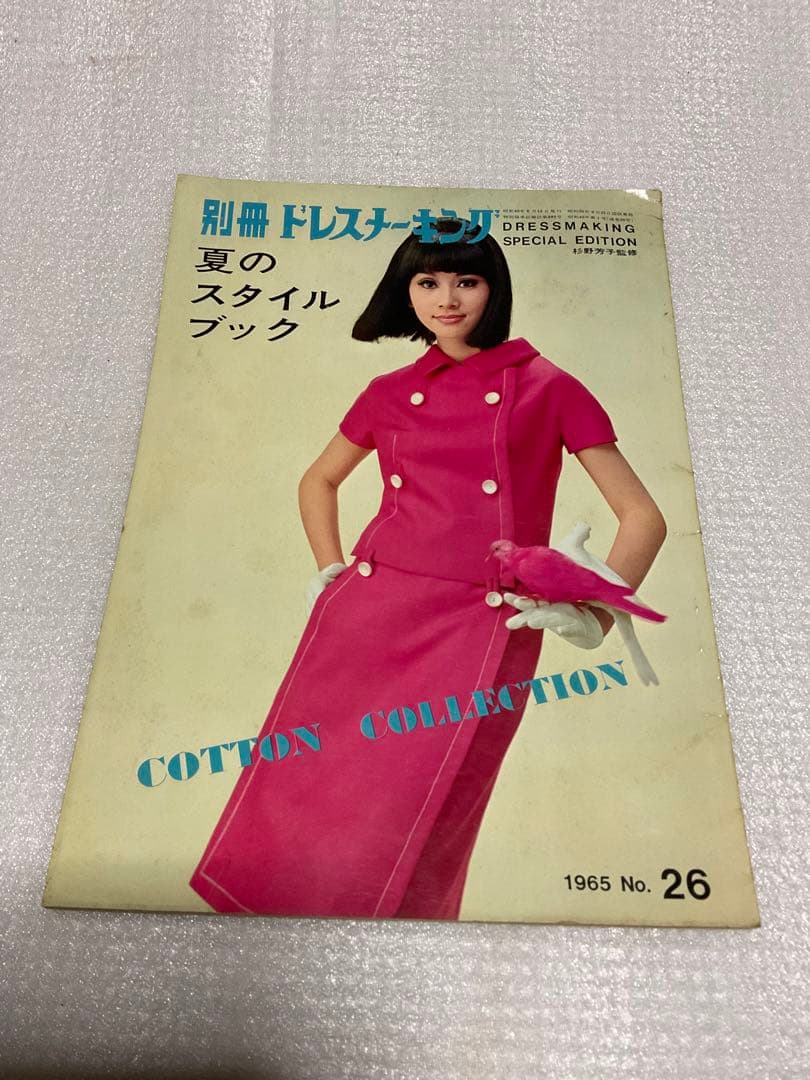 別冊 ドレスメーキング
DRESSMAKING
SPECIAL EDITION
杉野芳子監修
夏の
スタイル
ブック
COTTON COLLECTION
1965 No. 26